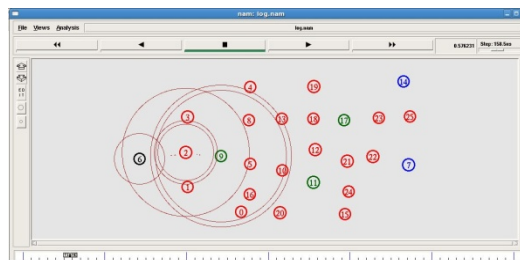 nam: log.nam
File Views Analysis log.nam
0.576231 Step: 158.5us
4 19 14
3 8 13 18 17 23 25
6 2 9 5 12 21 22 7
1 16 10 11 24
0 20 15